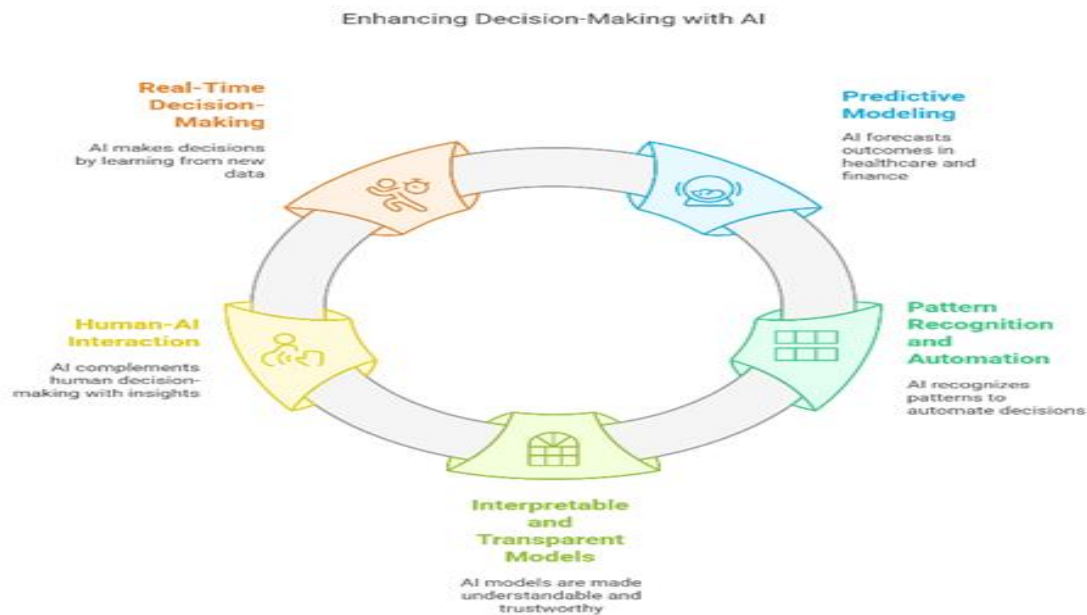 Enhancing Decision-Making with AI
Real-Time
Decision-
Making
AI makes decisions
by learning from new
data
Predictive
Modeling
AI forecasts
outcomes in
healthcare and
finance
Human-AI
Interaction
AI complements
human decision-
making with insights
Pattern
Recognition
and
Automation
AI recognizes
patterns to
automate decisions
Interpretable
and
Transparent
Models
AI models are made
understandable and
trustworthy